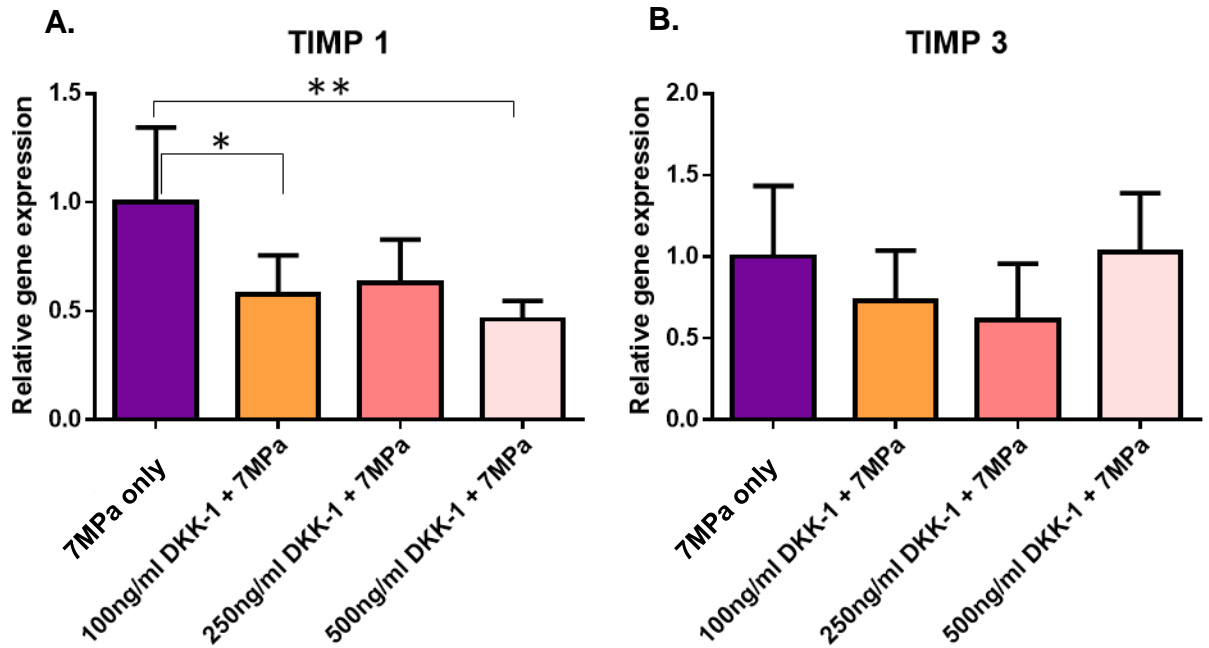 A.
TIMP 1
Relative gene expression
1.5
1.0
0.5
0.0
**
*
7MPa only
100ng/ml DKK-1 + 7MPa
250ng/ml DKK-1 + 7MPa
500ng/ml DKK-1 + 7MPa
B.
TIMP 3
Relative gene expression
2.0
1.5
1.0
0.5
0.0
7MPa only
100ng/ml DKK-1 + 7MPa
250ng/ml DKK-1 + 7MPa
500ng/ml DKK-1 + 7MPa